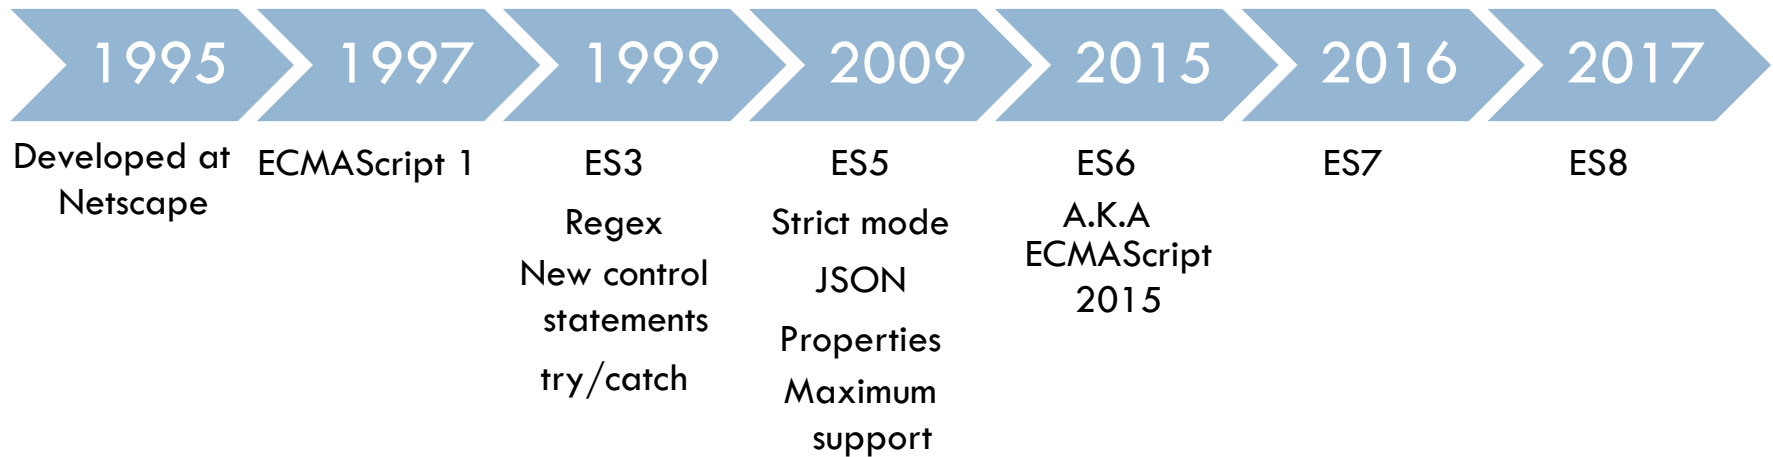 1995
1997
1999
2009
2015
2016
2017
Developed at
Netscape
ECMAScript 1
ES3
Regex
New control
statements
try/catch
ES5
Strict mode
JSON
Properties
Maximum
support
ES6
A.K.A
ECMAScript
2015
ES7
ES8